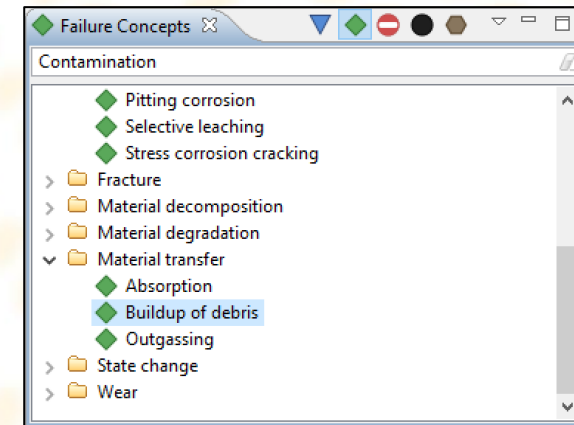 Failure Concepts
Contamination
Pitting corrosion
Selective leaching
Stress corrosion cracking
Fracture
Material decomposition
Material degradation
Material transfer
Absorption
Buildup of debris
Outgassing
State change
Wear